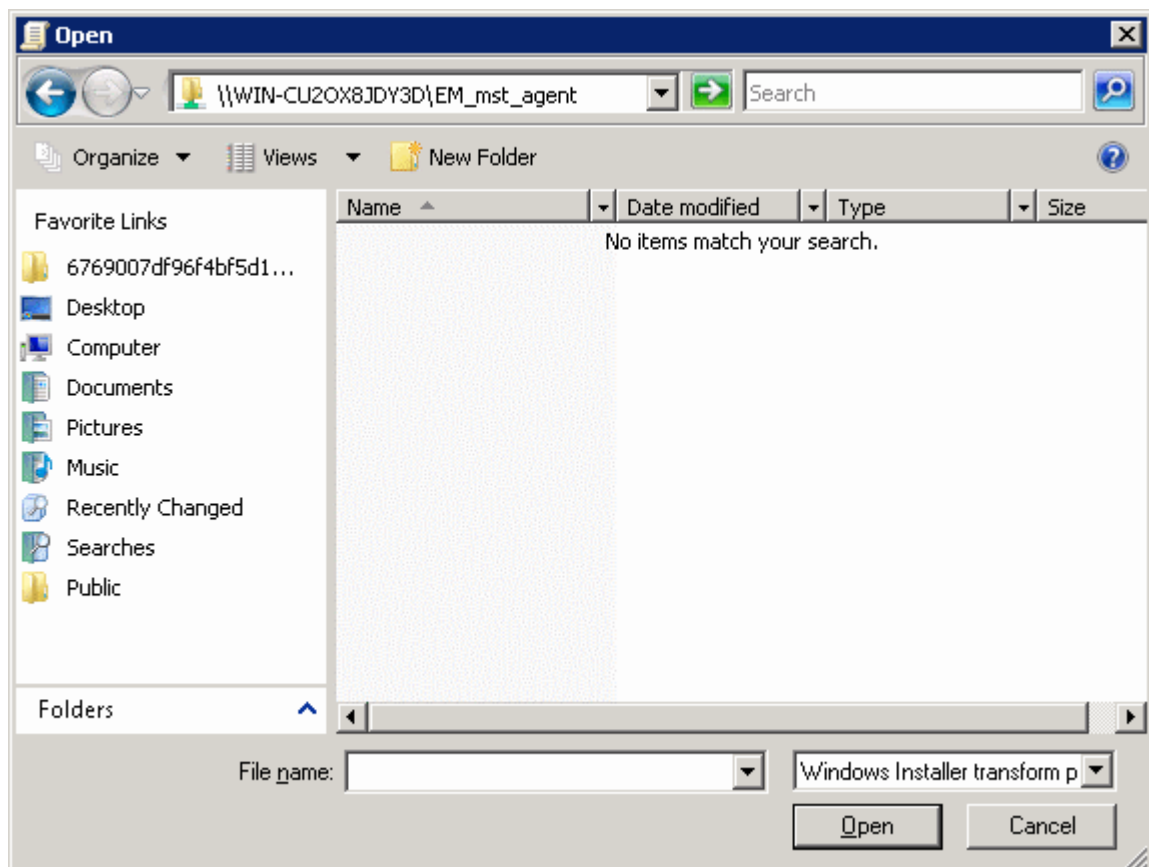 Open
\\WIN-CU2OX8JDY3D\EM_mst_agent
Search
Organize
Views
New Folder
Favorite Links
6769007df96f4bf5d1...
Desktop
Computer
Documents
Pictures
Music
Recently Changed
Searches
Public
Folders
Name
Date modified
Type
Size
No items match your search.
File name:
Windows Installer transform p
Open
Cancel